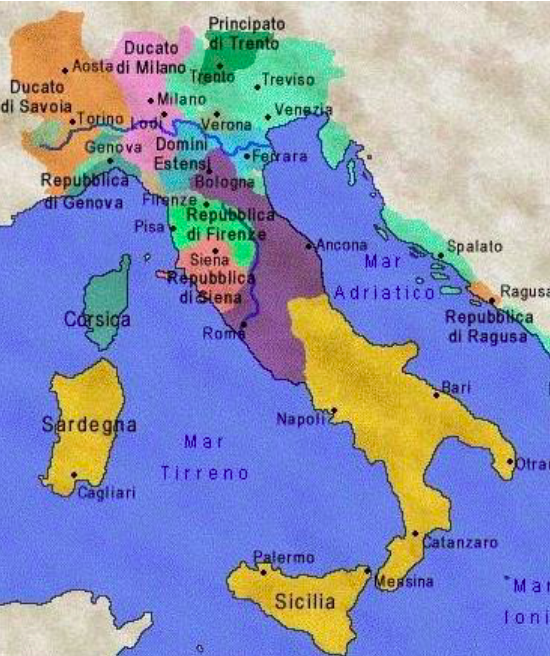 Principato
di Trento
Ducato
di Milano
Aosta
Trento
Treviso
Ducato
di Savoia
Milano
Torino
Lodi
Verona
Venezia
Genova
Domini
Estensi
Ferrara
Bologna
Repubblica
di Genova
Firenze
Repubblica
di Firenze
Pisa
Siena
Ancona
Spalato
Mar
Adriatico
Repubblica
di Siena
Ragusa
Repubblica
di Ragusa
Corsica
Roma
Bari
Sardegna
Napoli
Mar
Tirreno
Otran
Cagliari
Catanzaro
Palermo
Messina
Sicilia
Mar
Ioni